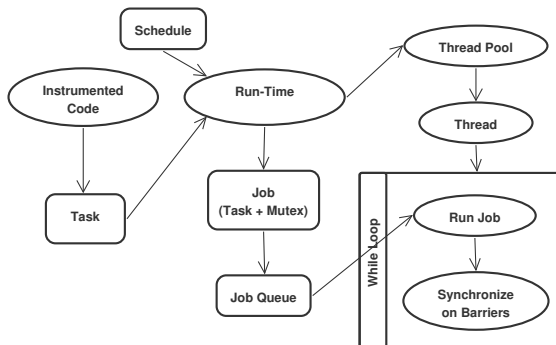 Schedule
Thread Pool
Instrumented
Code
Run-Time
Thread
Job
(Task + Mutex)
Task
Run Job
While Loop
Job Queue
Synchronize
on Barriers